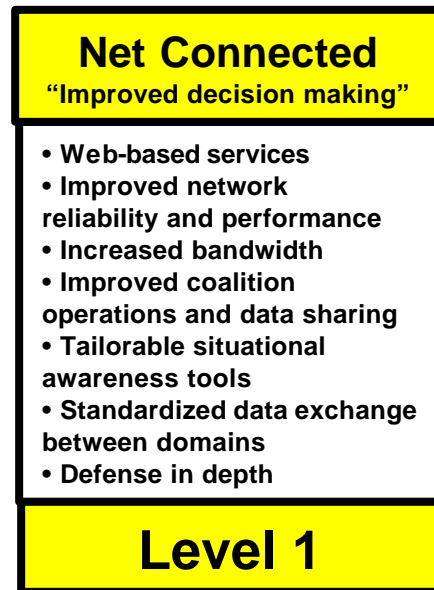 Net Connected
“Improved decision making”
• Web-based services
• Improved network
reliability and performance
• Increased bandwidth
• Improved coalition
operations and data sharing
• Tailorable situational
awareness tools
• Standardized data exchange
between domains
• Defense in depth
Level 1